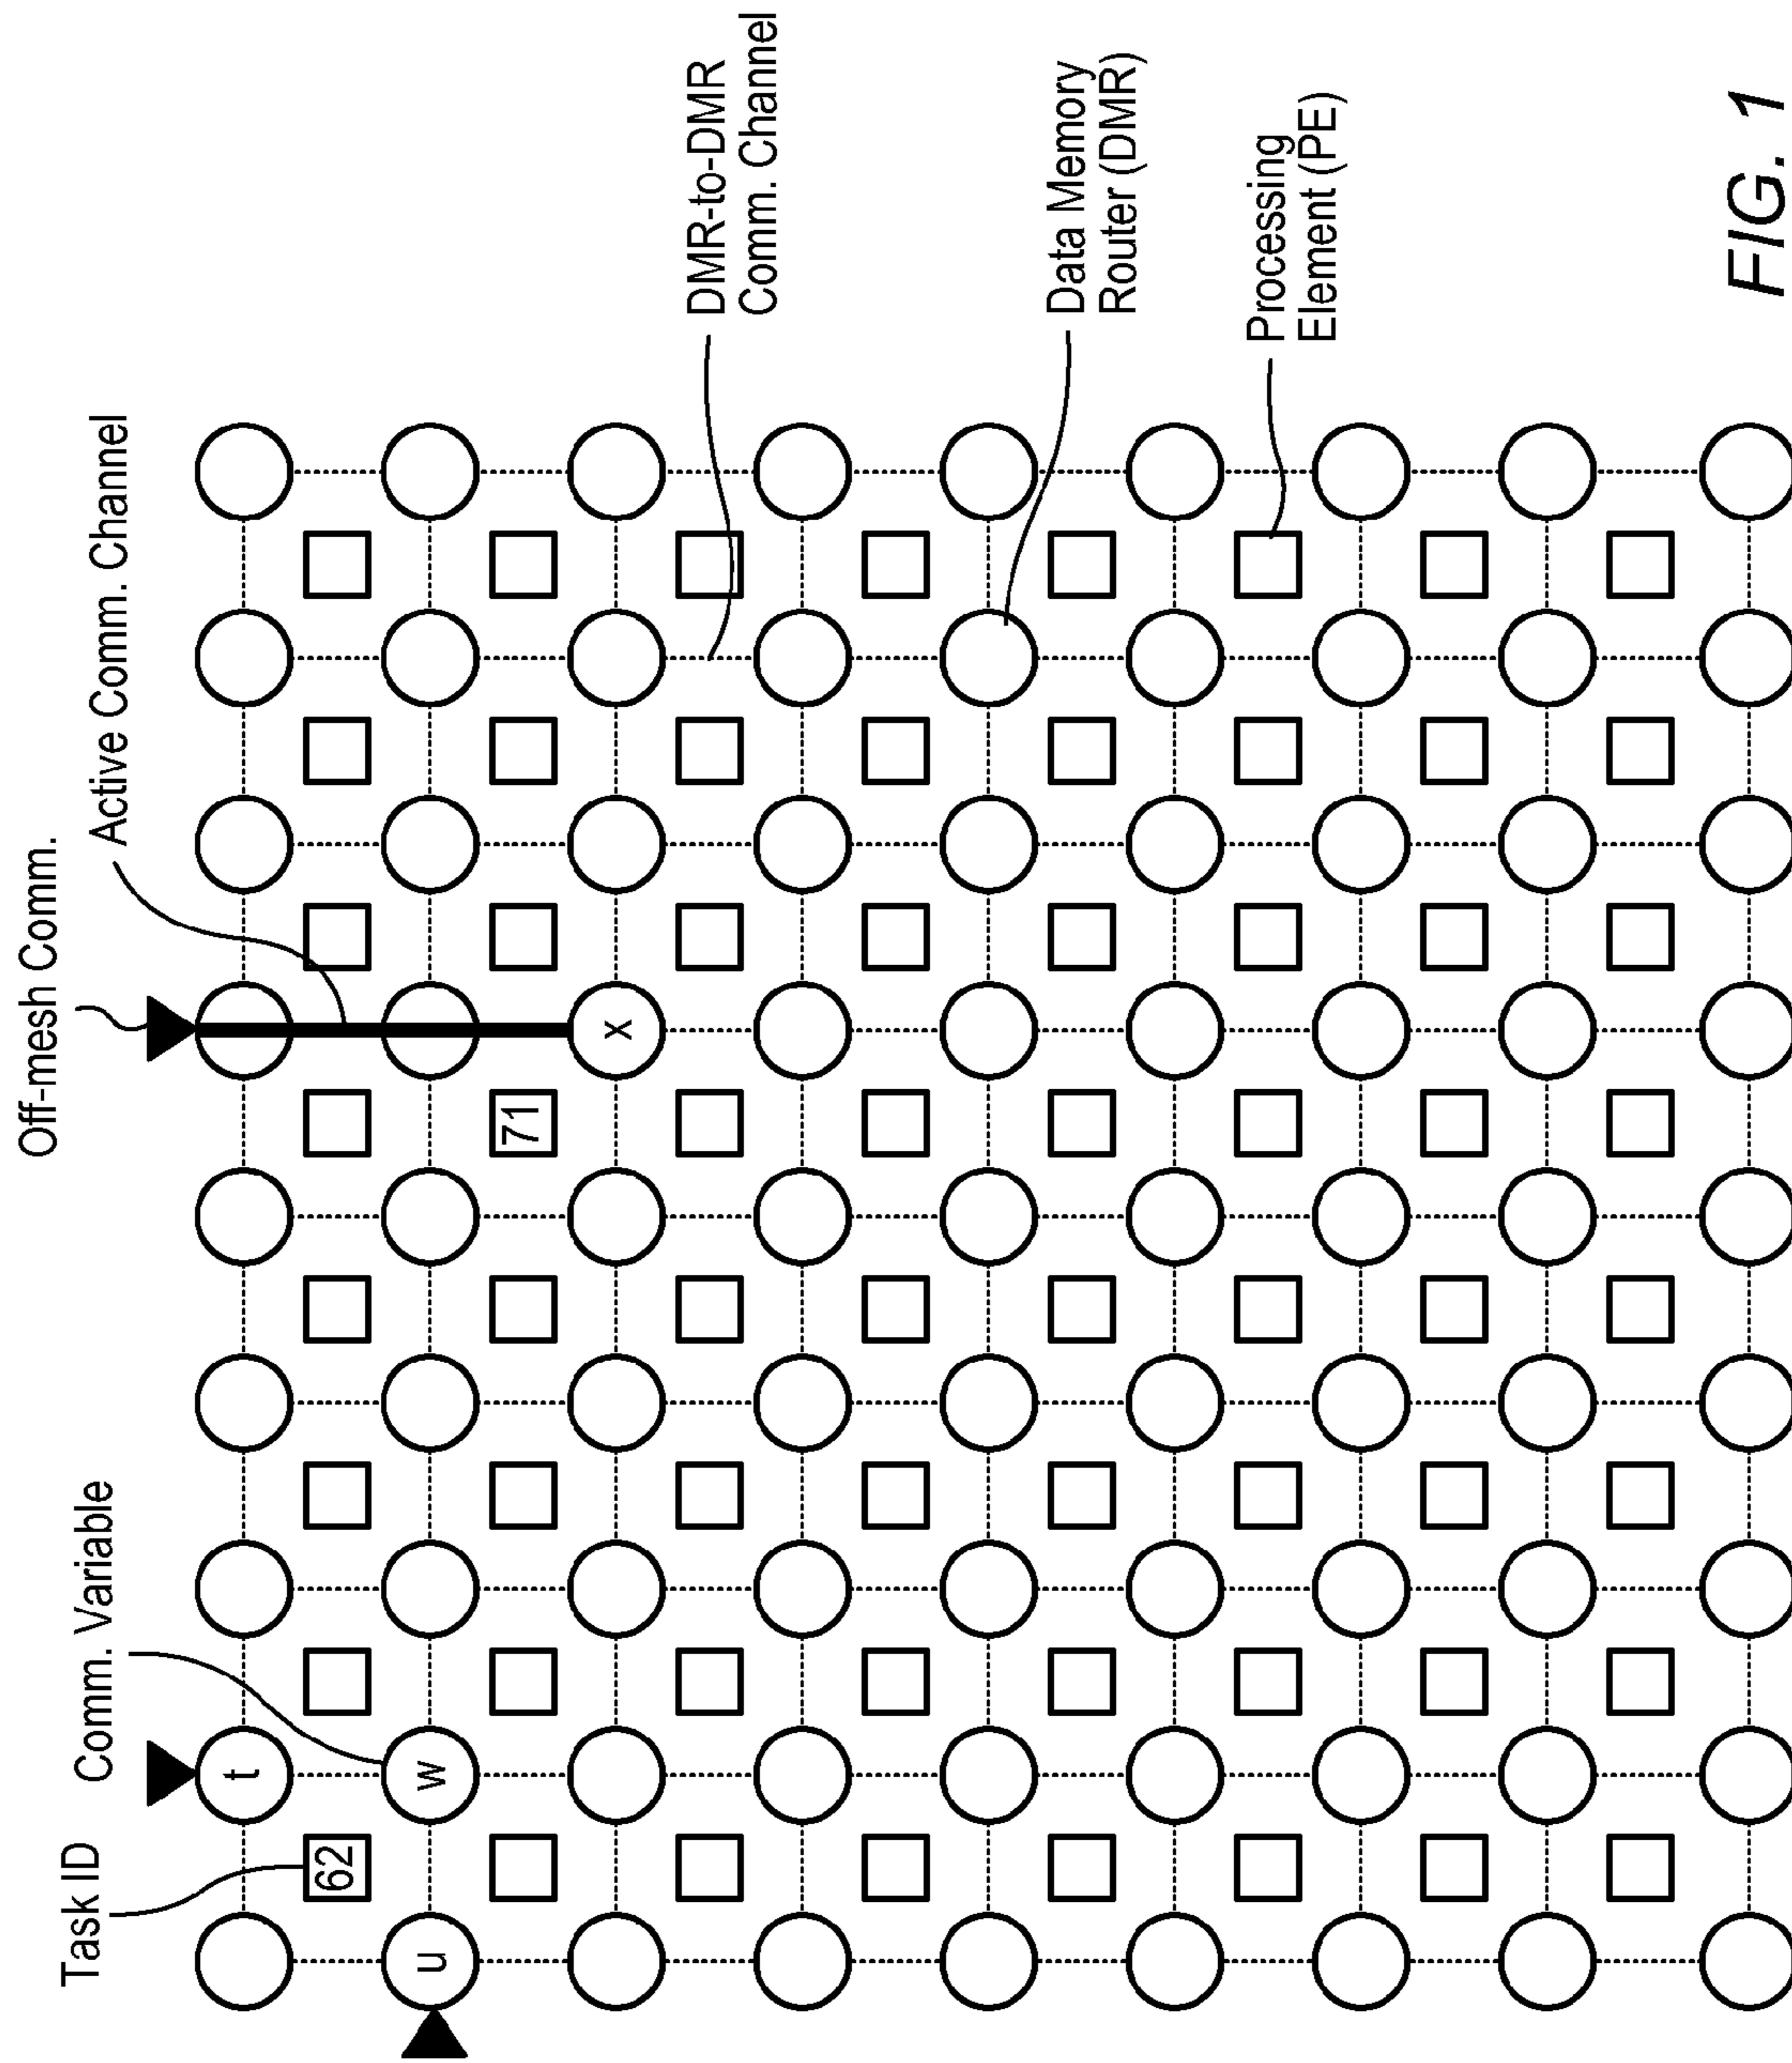 Off-mesh Comm.
Task ID
Comm. Variable
Active Comm. Channel
t
62
u
w
71
x
DMR-to-DMR
Comm. Channel
Data Memory
Router (DMR)
Processing
Element (PE)
FIG. 1